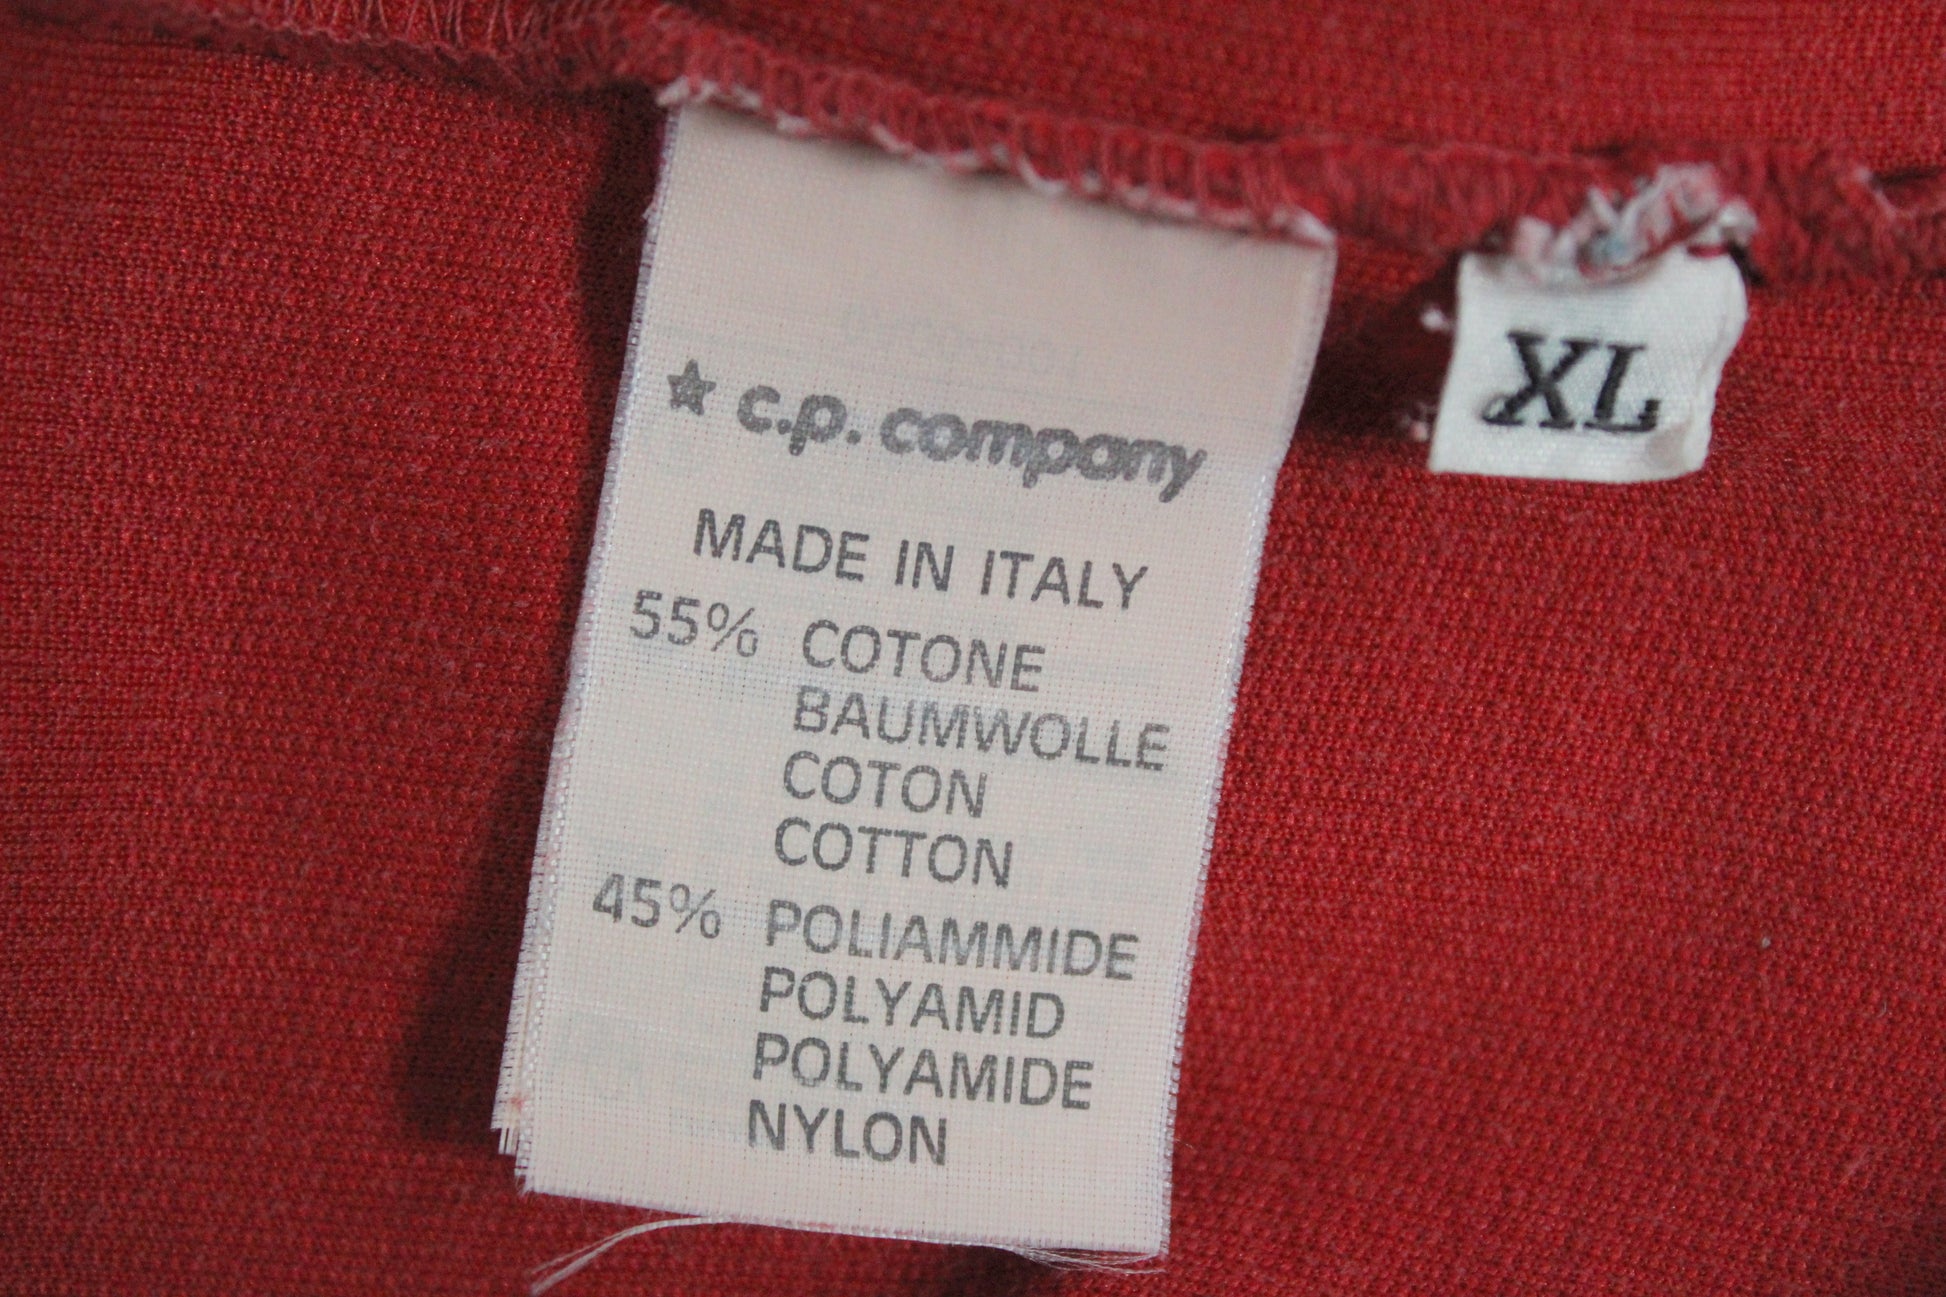 ★ c.p. company
MADE IN ITALY
55% COTONE
BAUMWOLLE
COTON
COTTON
45% POLIAMMIDE
POLYAMID
POLYAMIDE
NYLON
XL